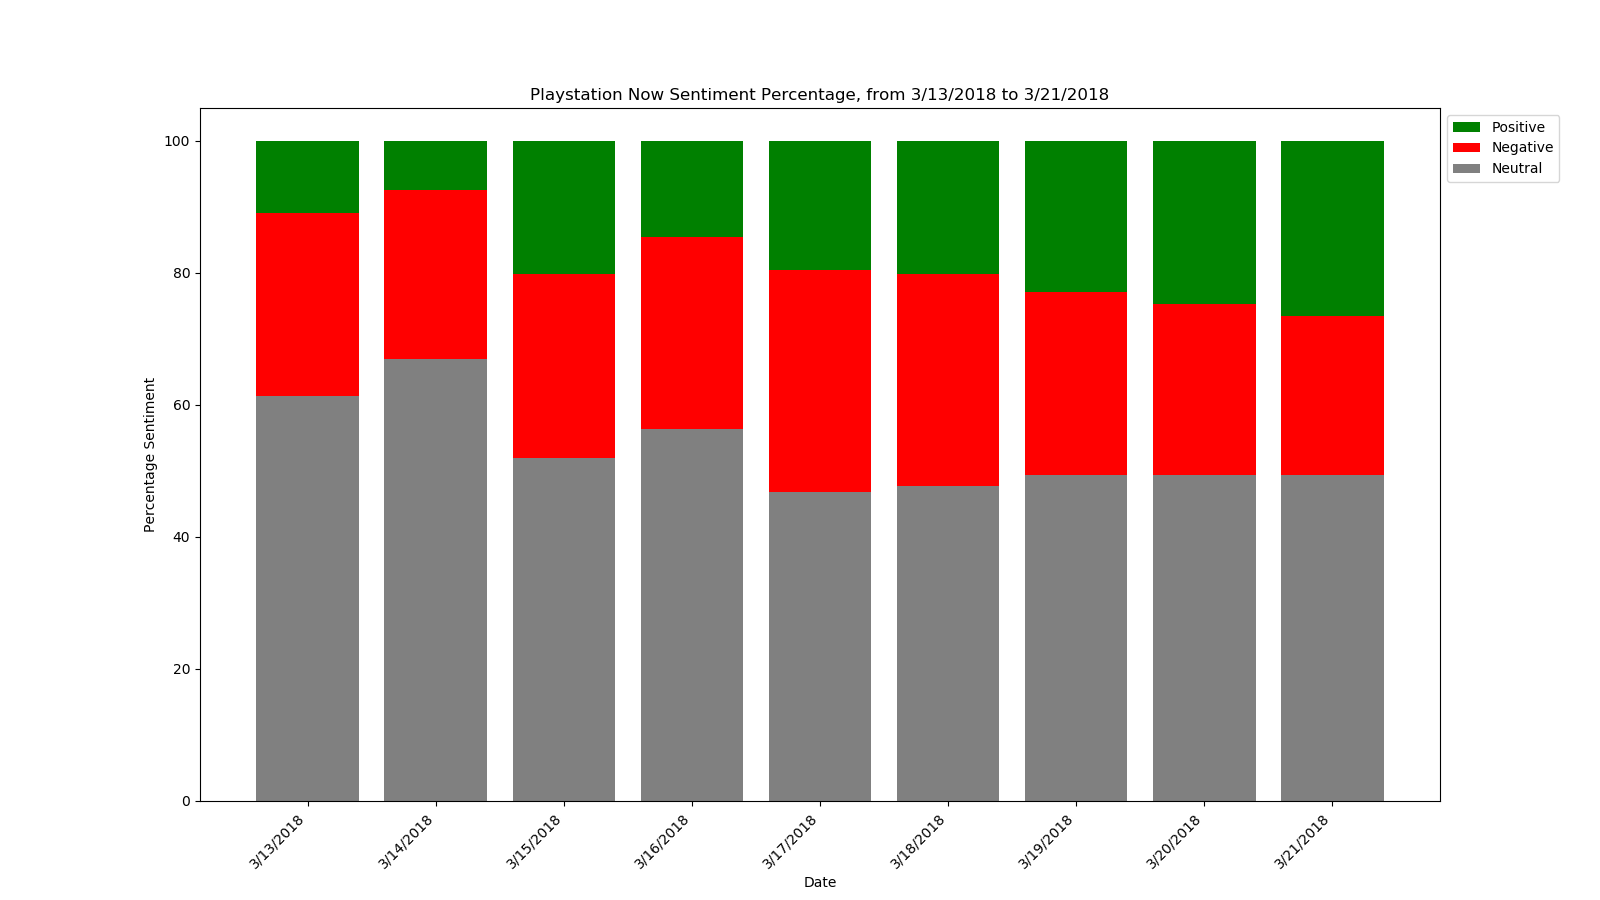 Playstation Now Sentiment Percentage, from 3/13/2018 to 3/21/2018
Positive
Negative
Neutral
100
80
60
40
20
0
Percentage Sentiment
3/13/2018
3/14/2018
3/15/2018
3/16/2018
3/17/2018
3/18/2018
3/19/2018
3/20/2018
3/21/2018
Date